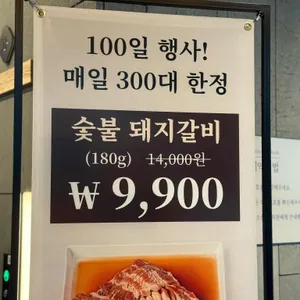 100일 행사!
매일 300대 한정
숯불 돼지갈비
(180g) 14,000원
₩ 9,900